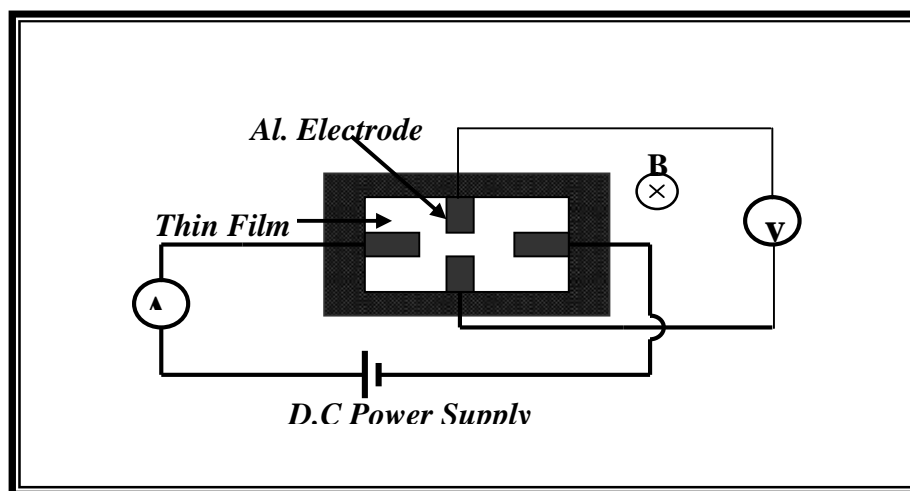 Al. Electrode
B
Thin Film
V
A
D.C Power Supply